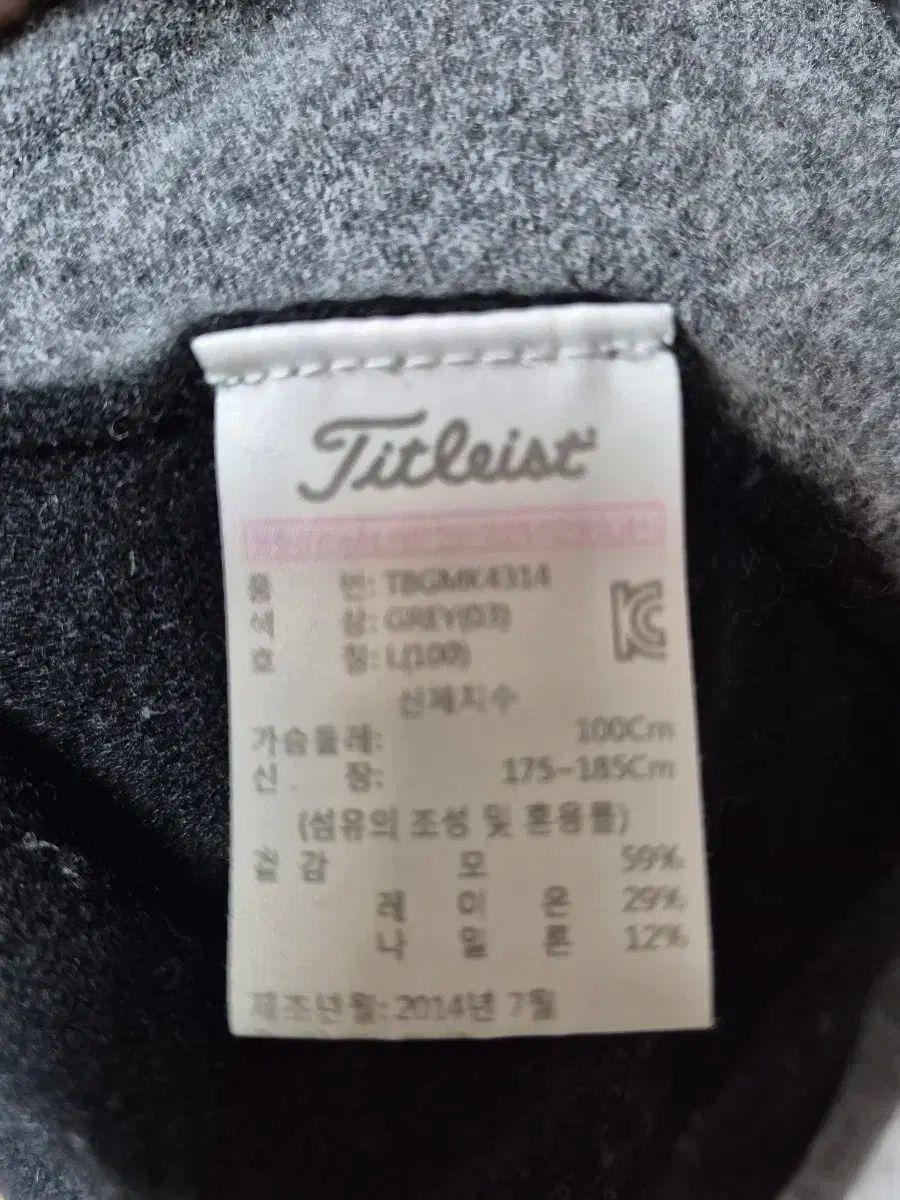 Titleist
품 번: TBGMK4314
색 상: GREY(03)
호 칭: L(100)
KC
신체치수
가슴둘레: 100Cm
신 장: 175~185Cm
(섬유의 조성 및 혼용률)
겉 감 모 59%
레 이 온 29%
나 일 론 12%
제조년월: 2014년 7월